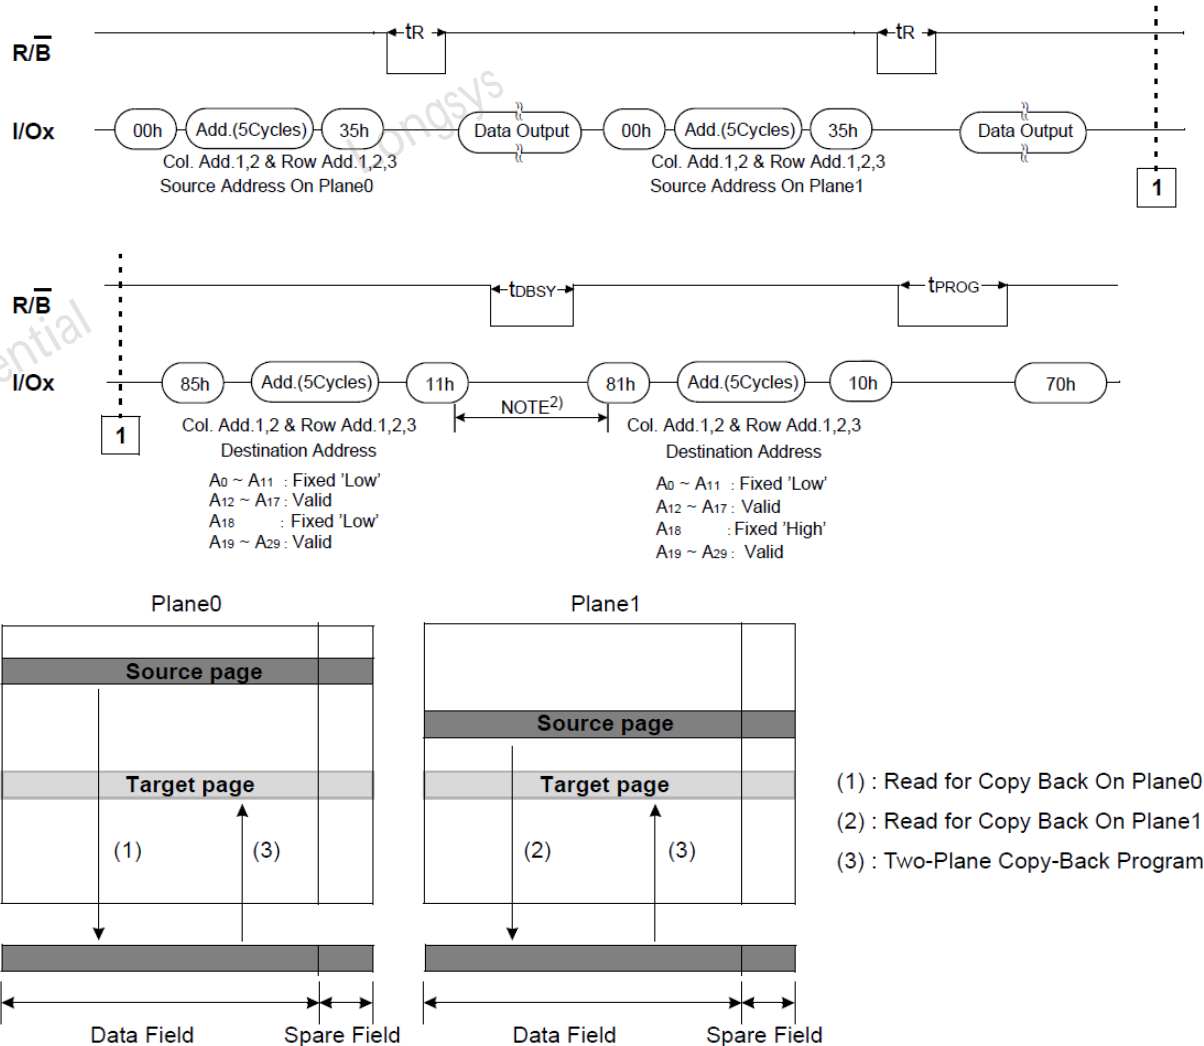 R/B tR tR
Longsys
I/Ox 00h Add.(5Cycles) 35h Data Output 00h Add.(5Cycles) 35h Data Output
Col. Add.1,2 & Row Add.1,2,3 Col. Add.1,2 & Row Add.1,2,3
Source Address On Plane0 Source Address On Plane1
1
R/B tDBSY tPROG
ential
I/Ox 85h Add.(5Cycles) 11h 81h Add.(5Cycles) 10h 70h
NOTE2)
1
Col. Add.1,2 & Row Add.1,2,3 Col. Add.1,2 & Row Add.1,2,3
Destination Address Destination Address
A0 ~ A11 : Fixed 'Low' A0 ~ A11 : Fixed 'Low'
A12 ~ A17 : Valid A12 ~ A17 : Valid
A18 : Fixed 'Low' A18 : Fixed 'High'
A19 ~ A29 : Valid A19 ~ A29 : Valid
Plane0 Plane1
Source page
Source page
Target page Target page
(1) : Read for Copy Back On Plane0
(2) : Read for Copy Back On Plane1
(3) : Two-Plane Copy-Back Program
(1) (3) (2) (3)
Data Field Spare Field Data Field Spare Field